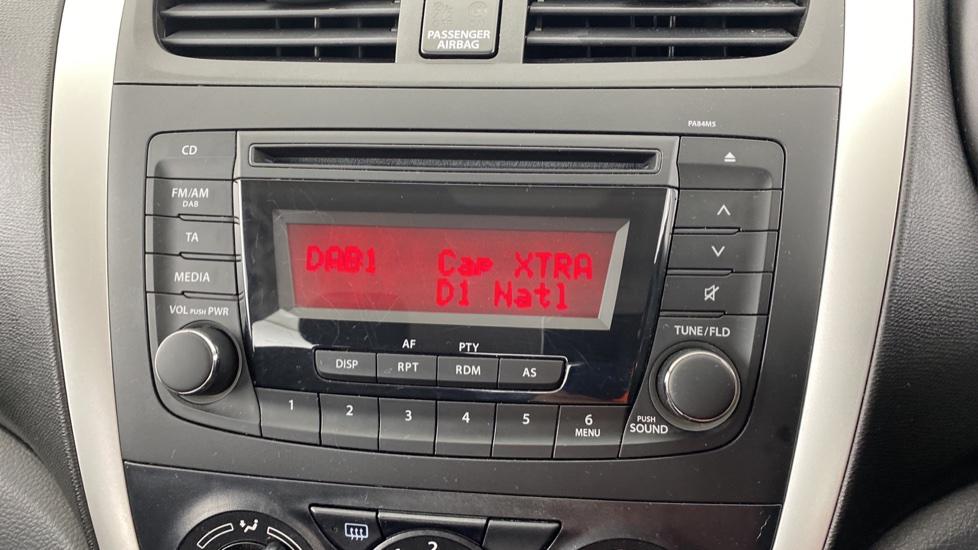 PASSENGER
AIRBAG
PA84MS
CD
FM/AM
DAB
TA
MEDIA
VOL PUSH PWR
DAB1 Cap XTRA
D1 Natl
TUNE/FLD
AF PTY
DISP RPT RDM AS
1 2 3 4 5 6
MENU
PUSH
SOUND
2